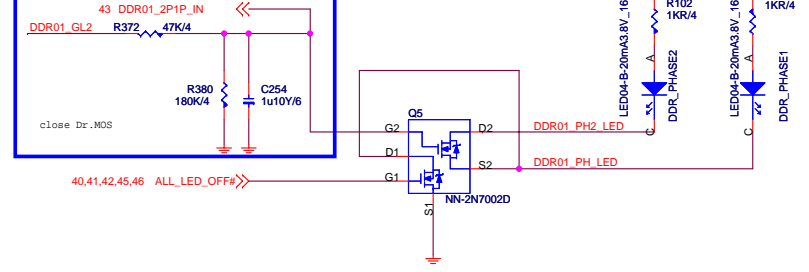 43 DDR01_2P1P_IN
DDR01_GL2 R372 47K/4
R380
180K/4
C254
1u10Y/6
close Dr.MOS
R102
1KR/4
1KR/4
LED04-B-20mA3.8V_16
A
DDR_PHASE2
C
LED04-B-20mA3.8V_16
A
DDR_PHASE1
C
Q5
G2
D2
DDR01_PH2_LED
D1
S2
DDR01_PH_LED
40,41,42,45,46 ALL_LED_OFF#
G1
S1
NN-2N7002D